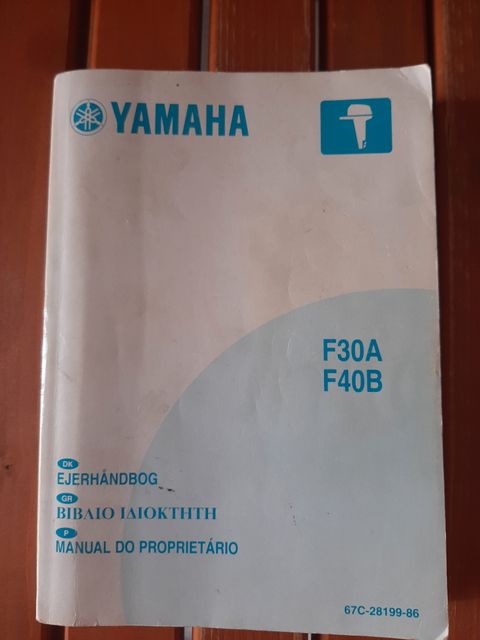 YAMAHA
F30A
F40B
DK
EJERHÅNDBOG
GR
ΒΙΒΛΙΟ ΙΔΙΟΚΤΗΤΗ
P
MANUAL DO PROPRIETÁRIO
67C-28199-86